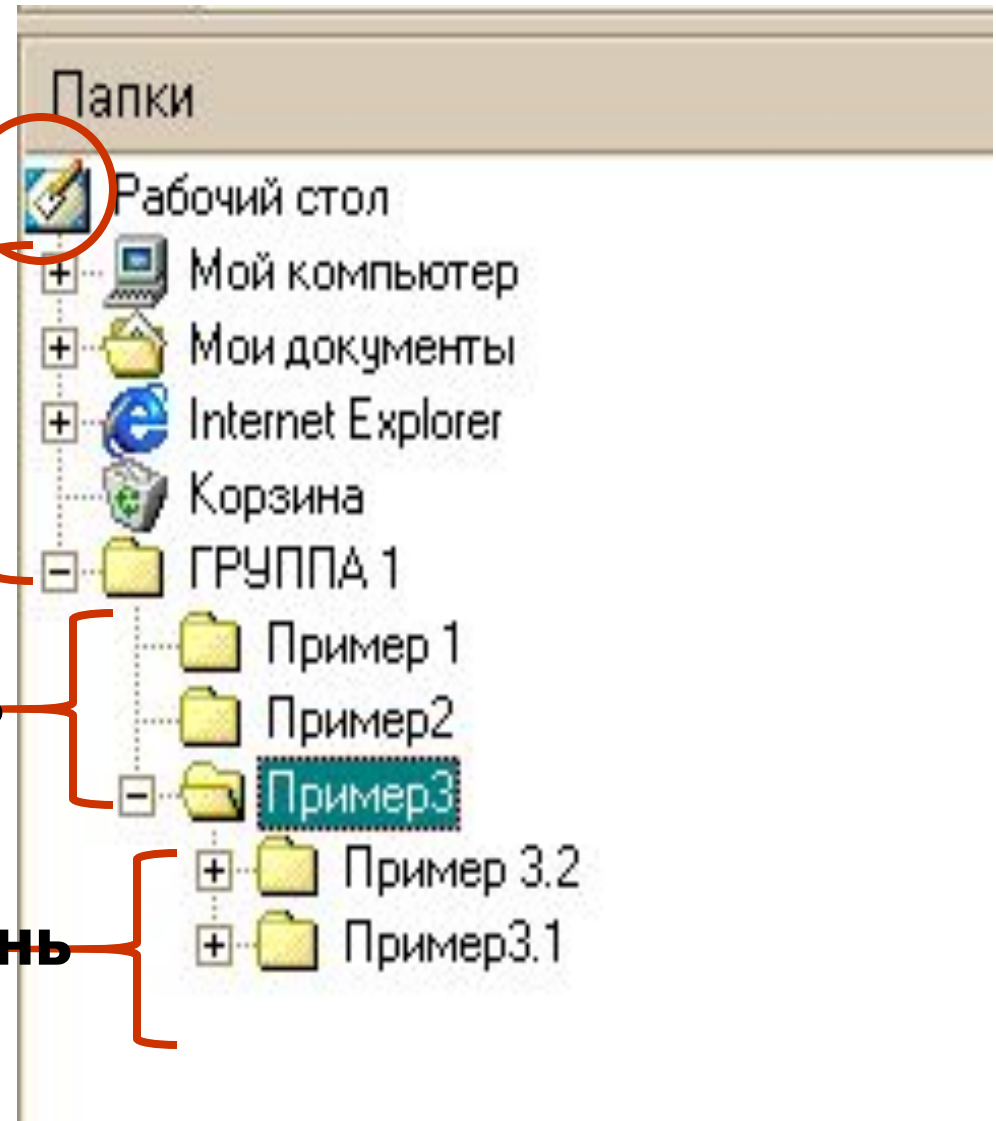 Папки
Рабочий стол
Мой компьютер
Мои документы
Internet Explorer
Корзина
ГРУППА 1
Пример 1
Пример2
Пример3
Пример 3.2
нь
Пример3.1